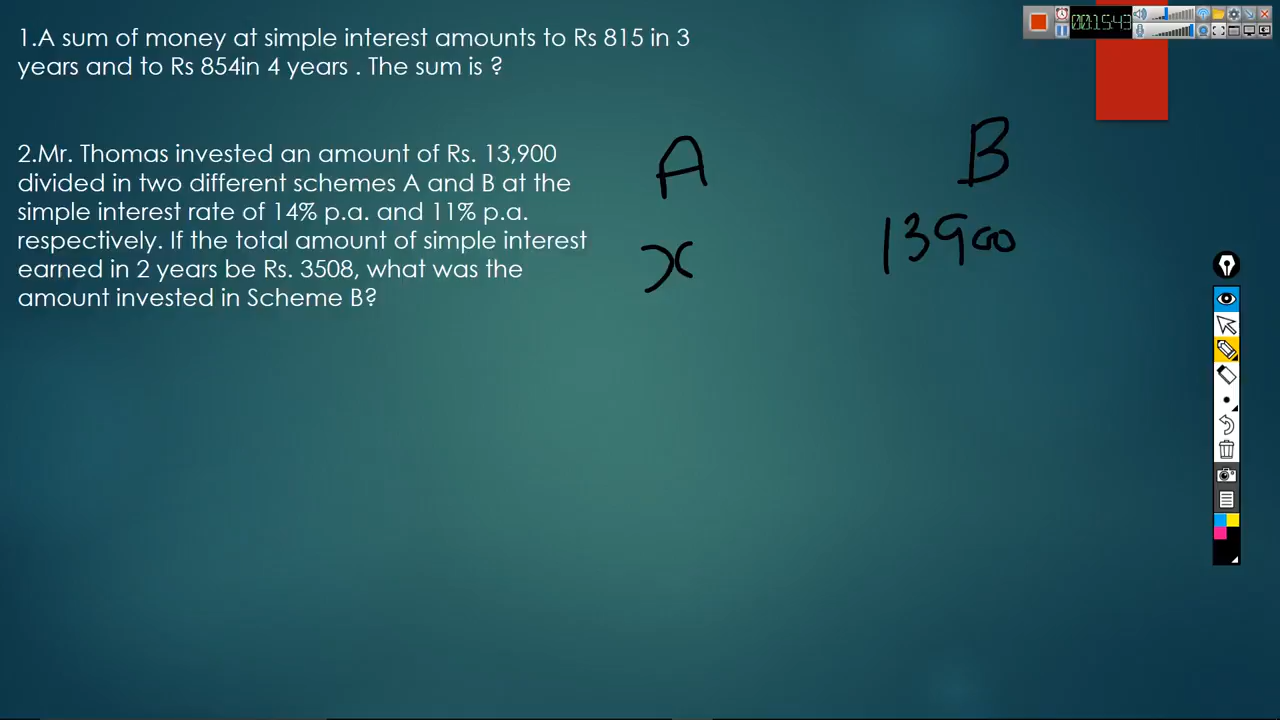 00:15:43
1.A sum of money at simple interest amounts to Rs 815 in 3
years and to Rs 854in 4 years . The sum is ?
2.Mr. Thomas invested an amount of Rs. 13,900
divided in two different schemes A and B at the
simple interest rate of 14% p.a. and 11% p.a.
respectively. If the total amount of simple interest
earned in 2 years be Rs. 3508, what was the
amount invested in Scheme B?
A B
x 13900